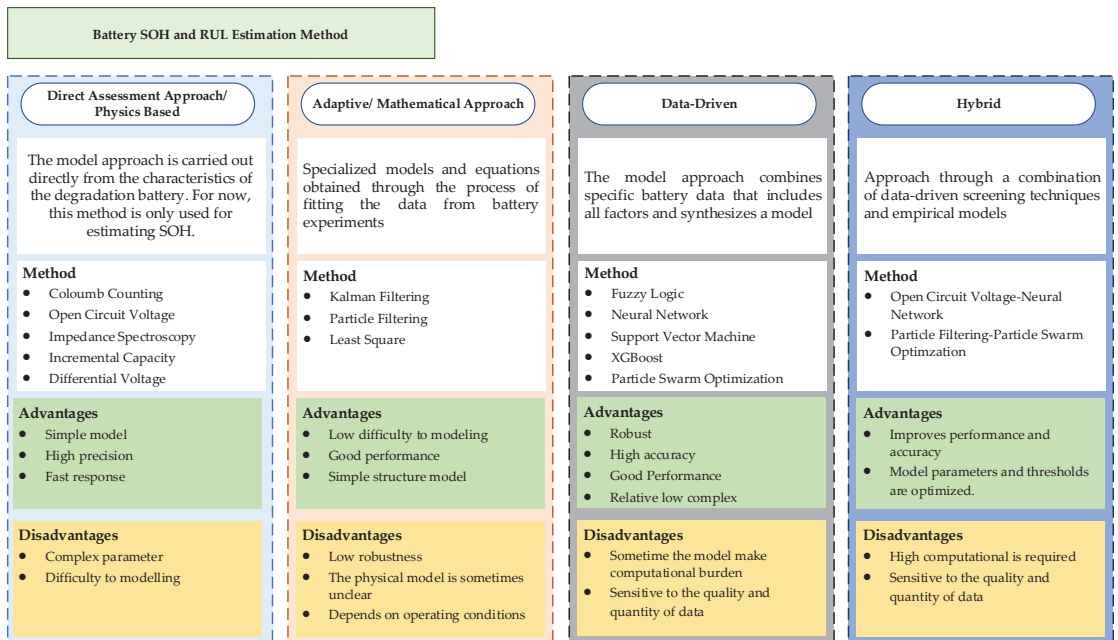 Battery SOH and RUL Estimation Method
Direct Assessment Approach/
Physics Based
The model approach is carried out
directly from the characteristics of
the degradation battery. For now,
this method is only used for
estimating SOH.
Method
● Coloumb Counting
● Open Circuit Voltage
● Impedance Spectroscopy
● Incremental Capacity
● Differential Voltage
Advantages
● Simple model
● High precision
● Fast response
Disadvantages
● Complex parameter
● Difficulty to modelling
Adaptive/ Mathematical Approach
Specialized models and equations
obtained through the process of
fitting the data from battery
experiments
Method
● Kalman Filtering
● Particle Filtering
● Least Square
Advantages
● Low difficulty to modeling
● Good performance
● Simple structure model
Disadvantages
● Low robustness
● The physical model is sometimes
unclear
● Depends on operating conditions
Data-Driven
The model approach combines
specific battery data that includes
all factors and synthesizes a model
Method
● Fuzzy Logic
● Neural Network
● Support Vector Machine
● XGBoost
● Particle Swarm Optimization
Advantages
● Robust
● High accuracy
● Good Performance
● Relative low complex
Disadvantages
● Sometime the model make
computational burden
● Sensitive to the quality and
quantity of data
Hybrid
Approach through a combination
of data-driven screening techniques
and empirical models
Method
● Open Circuit Voltage-Neural
Network
● Particle Filtering-Particle Swarm
Optimzation
Advantages
● Improves performance and
accuracy
● Model parameters and thresholds
are optimized.
Disadvantages
● High computational is required
● Sensitive to the quality and
quantity of data